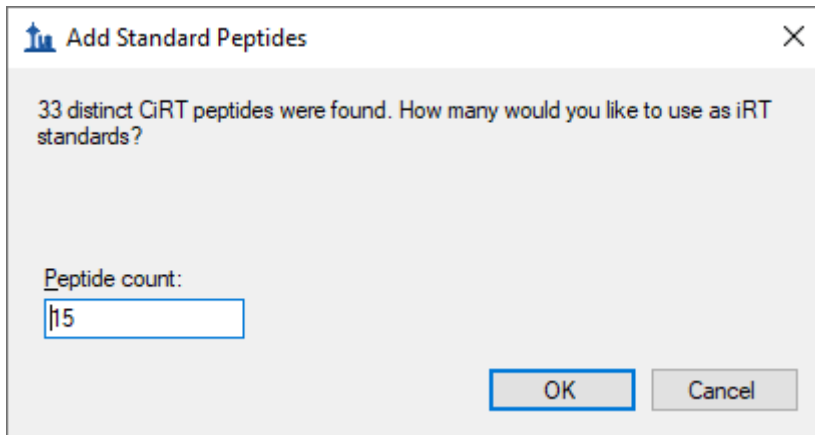 Add Standard Peptides
33 distinct CiRT peptides were found. How many would you like to use as iRT
standards?
Peptide count:
15
OK Cancel